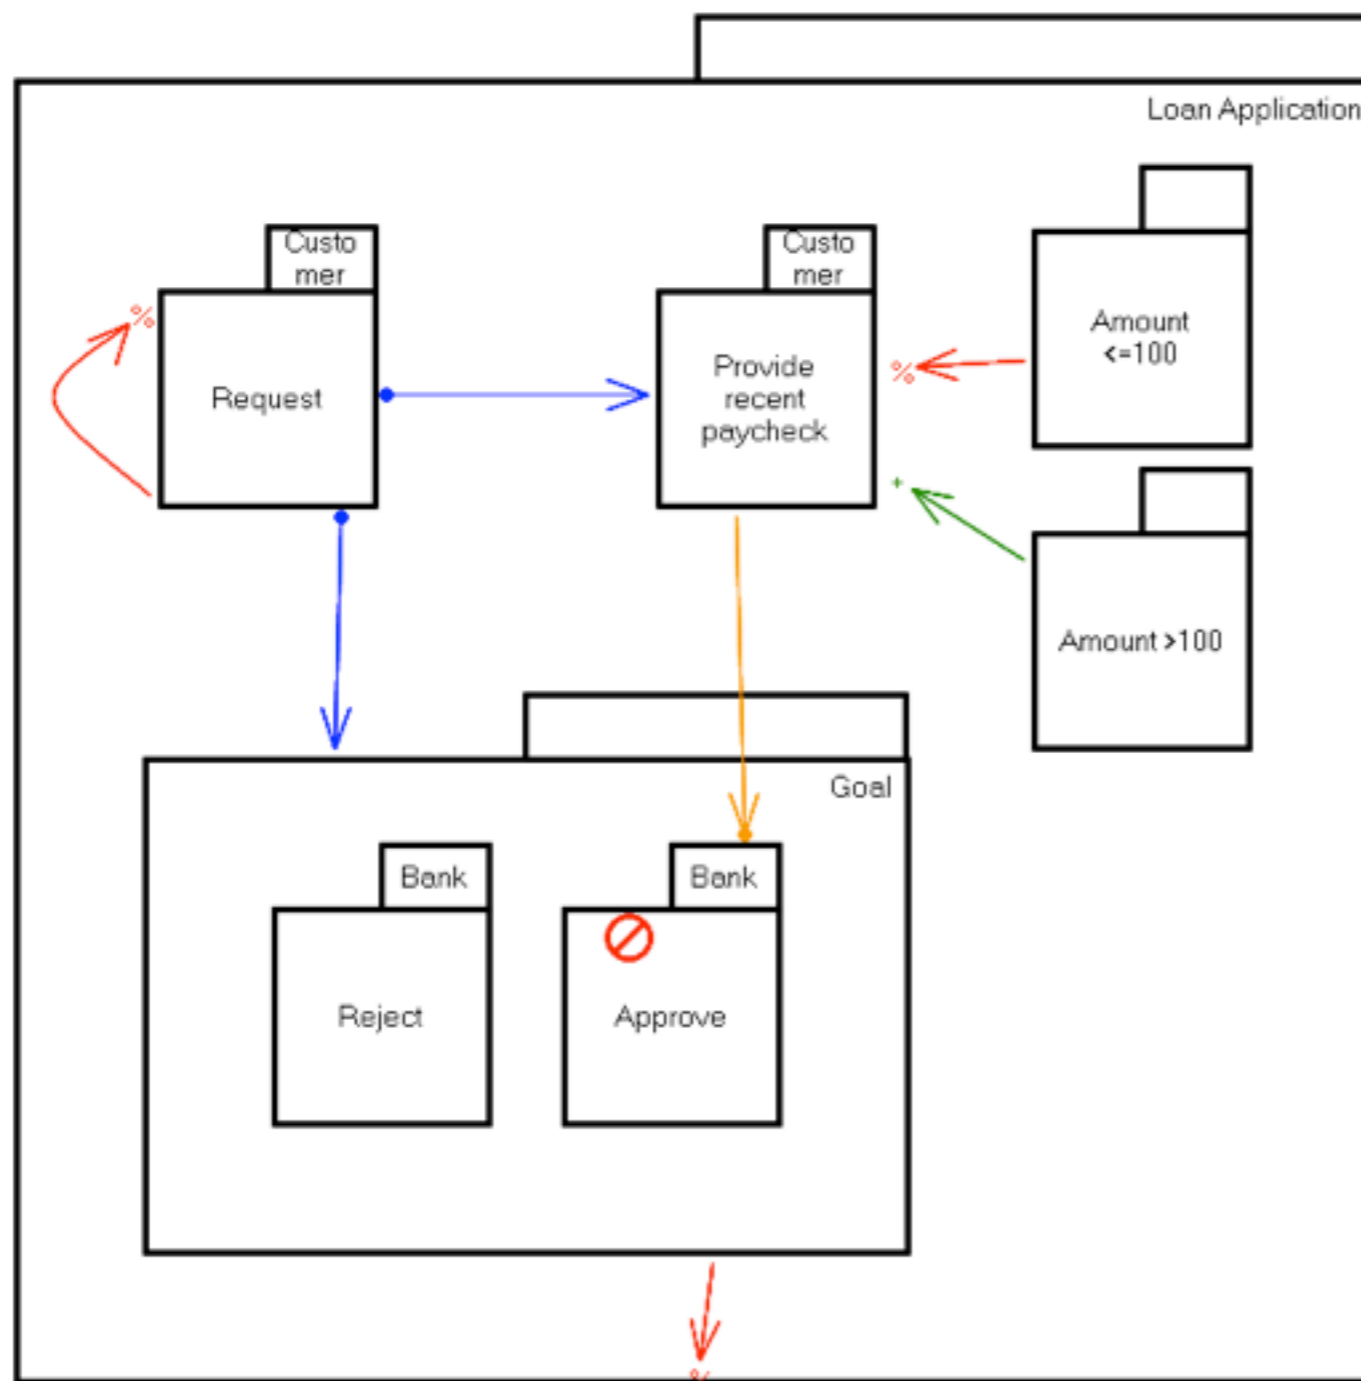 Loan Application
Custo
mer
%
Request
Custo
mer
Provide
recent
paycheck
%
Amount
<=100
+
Amount >100
Goal
Bank
Reject
Bank
Approve
%